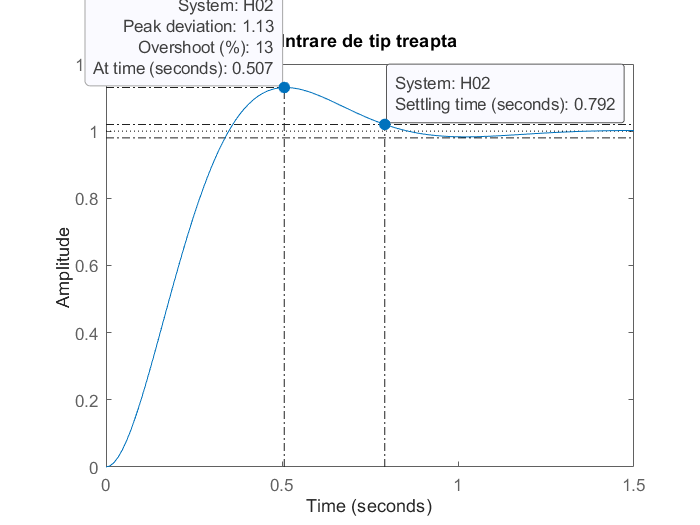 System: H02
Peak deviation: 1.13
Overshoot (%): 13
At time (seconds): 0.507
Intrare de tip treapta
System: H02
Settling time (seconds): 0.792
1
0.8
0.6
0.4
0.2
0
Amplitude
0 0.5 1 1.5
Time (seconds)